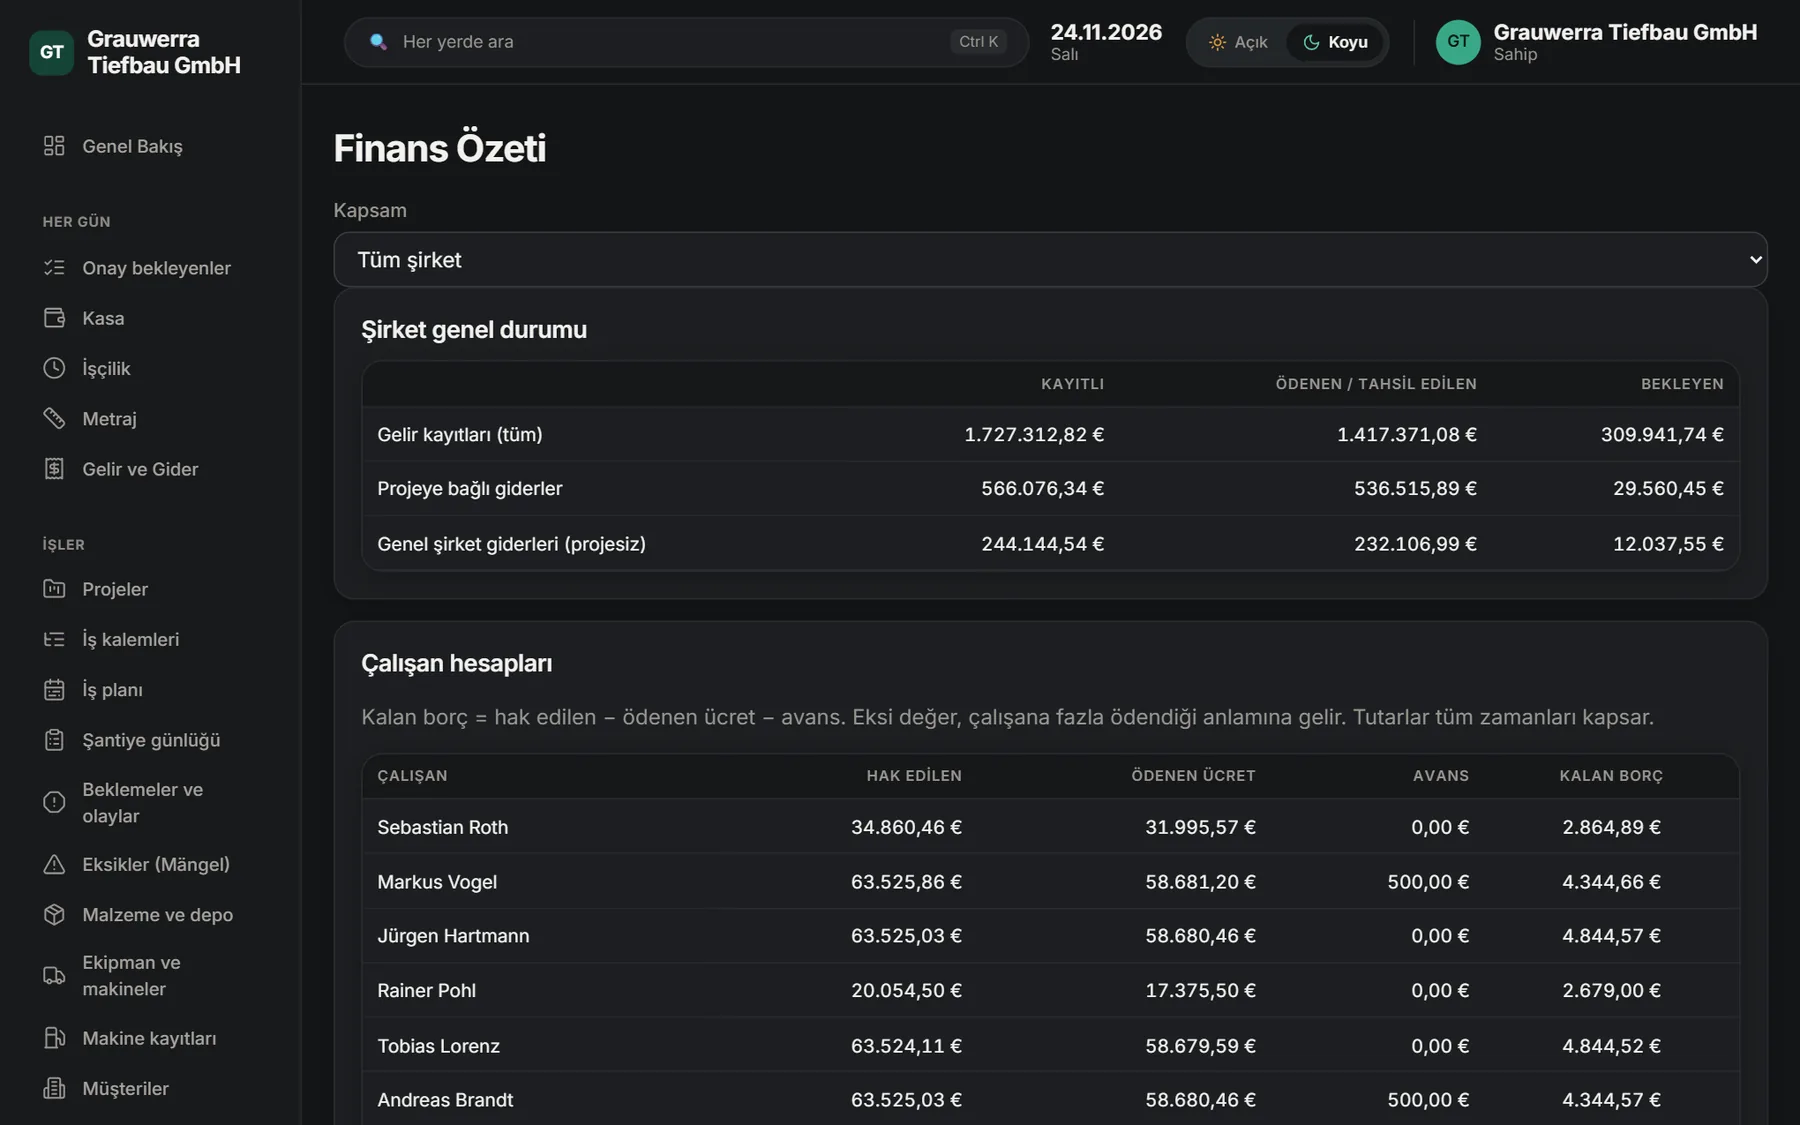 GT
Grauwerra
Tiefbau GmbH
Genel Bakış
HER GÜN
Onay bekleyenler
Kasa
İşçilik
Metraj
Gelir ve Gider
İŞLER
Projeler
İş kalemleri
İş planı
Şantiye günlüğü
Beklemeler ve
olaylar
Eksikler (Mängel)
Malzeme ve depo
Ekipman ve
makineler
Makine kayıtları
Müşteriler
Her yerde ara Ctrl K
24.11.2026
Salı
Açık Koyu
GT
Grauwerra Tiefbau GmbH
Sahip
Finans Özeti
Kapsam
Tüm şirket
Şirket genel durumu
KAYITLI ÖDENEN / TAHSİL EDİLEN BEKLEYEN
Gelir kayıtları (tüm) 1.727.312,82 € 1.417.371,08 € 309.941,74 €
Projeye bağlı giderler 566.076,34 € 536.515,89 € 29.560,45 €
Genel şirket giderleri (projesiz) 244.144,54 € 232.106,99 € 12.037,55 €
Çalışan hesapları
Kalan borç = hak edilen − ödenen ücret − avans. Eksi değer, çalışana fazla ödendiği anlamına gelir. Tutarlar tüm zamanları kapsar.
ÇALIŞAN HAK EDİLEN ÖDENEN ÜCRET AVANS KALAN BORÇ
Sebastian Roth 34.860,46 € 31.995,57 € 0,00 € 2.864,89 €
Markus Vogel 63.525,86 € 58.681,20 € 500,00 € 4.344,66 €
Jürgen Hartmann 63.525,03 € 58.680,46 € 0,00 € 4.844,57 €
Rainer Pohl 20.054,50 € 17.375,50 € 0,00 € 2.679,00 €
Tobias Lorenz 63.524,11 € 58.679,59 € 0,00 € 4.844,52 €
Andreas Brandt 63.525,03 € 58.680,46 € 500,00 € 4.344,57 €